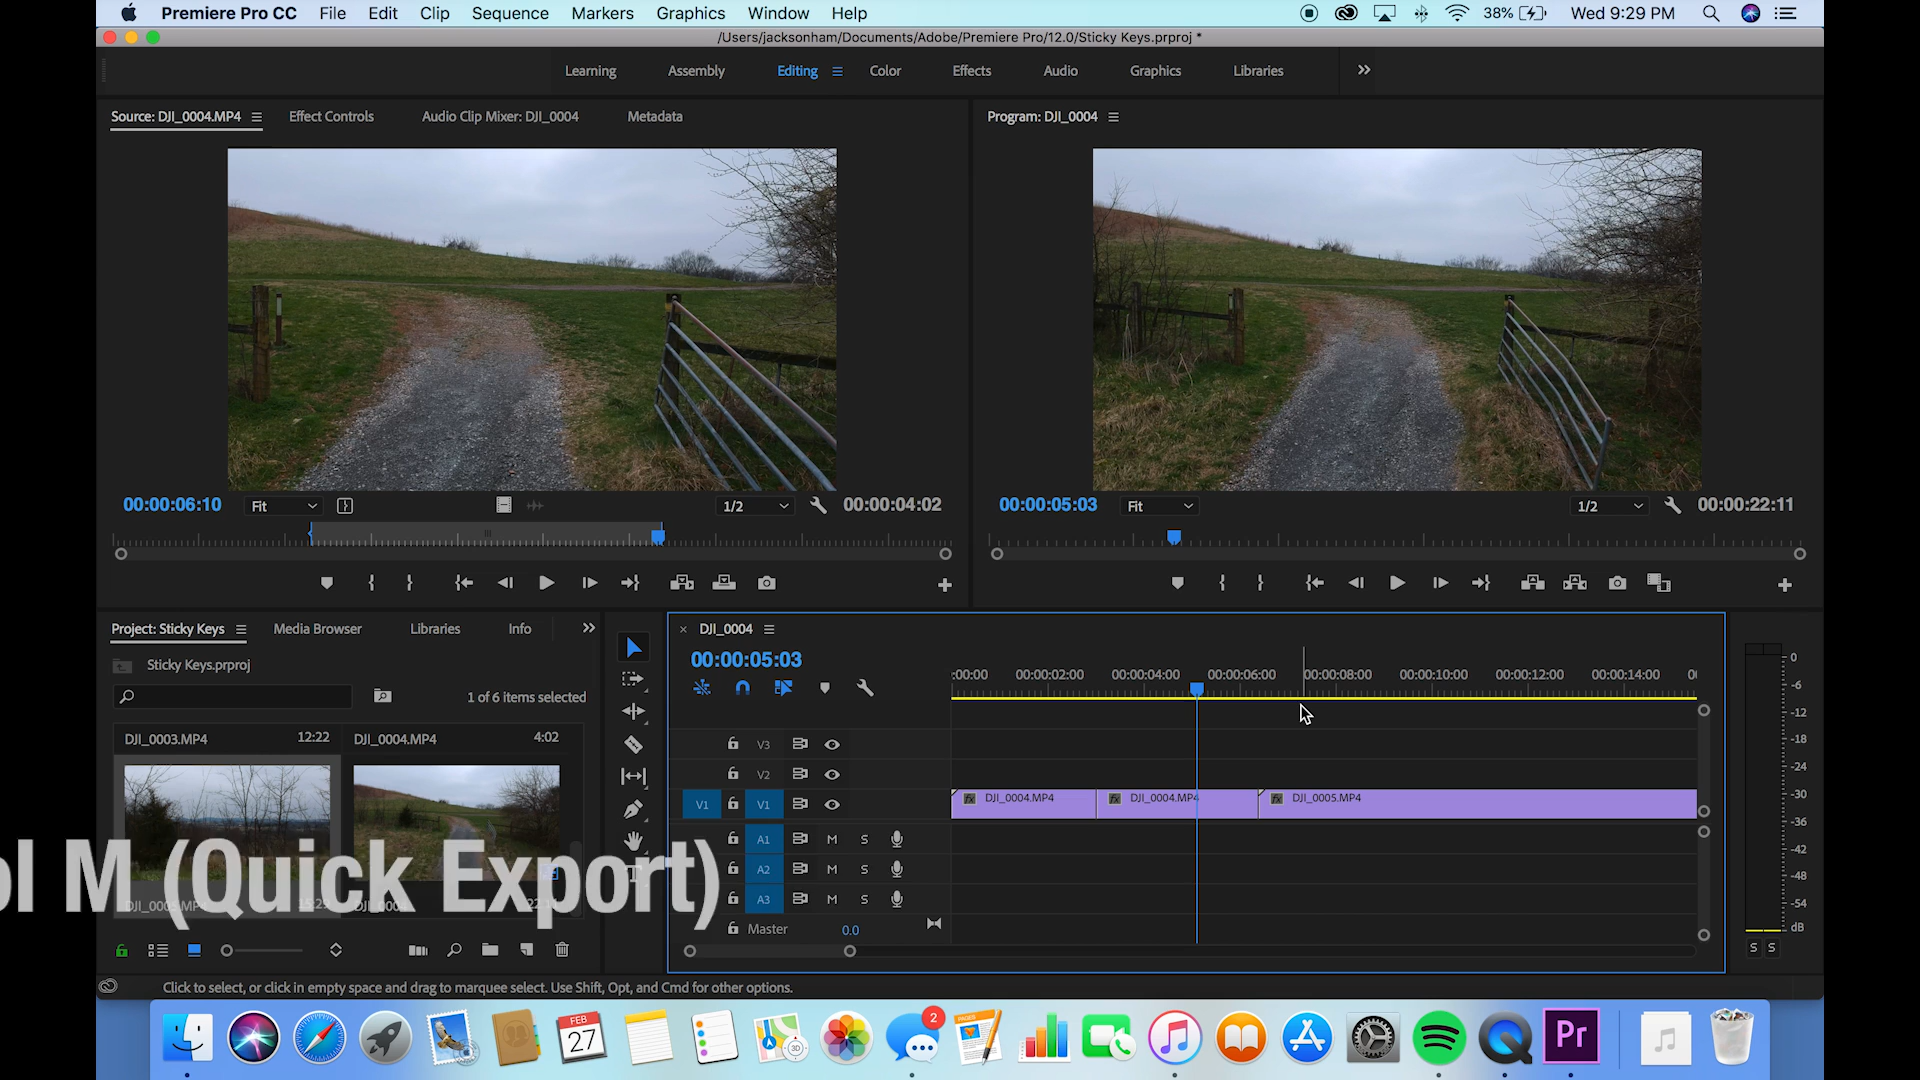 Premiere Pro CC File Edit Clip Sequence Markers Graphics Window Help 38% Wed 9:29 PM
/Users/jacksonham/Documents/Adobe/Premiere Pro/12.0/Sticky Keys.prproj *
Learning Assembly Editing Color Effects Audio Graphics Libraries
Source: DJI_0004.MP4 Effect Controls Audio Clip Mixer: DJI_0004 Metadata
Program: DJI_0004
00:00:06:10 Fit 1/2 00:00:04:02
00:00:05:03 Fit 1/2 00:00:22:11
Project: Sticky Keys Media Browser Libraries Info
Sticky Keys.prproj
1 of 6 items selected
DJI_0003.MP4 12:22 DJI_0004.MP4 4:02
ol M (Quick Export)
DJI_0004
00:00:05:03
:00:00 00:00:02:00 00:00:04:00 00:00:06:00 00:00:08:00 00:00:10:00 00:00:12:00 00:00:14:00
V3
V2
V1 V1 DJI_0004.MP4 DJI_0004.MP4 DJI_0005.MP4
A1 M S
A2 M S
A3 M S
Master 0.0
0
-6
-12
-18
-24
-30
-36
-42
-48
-54
dB
S S
Click to select, or click in empty space and drag to marquee select. Use Shift, Opt, and Cmd for other options.
FEB
27
3D
2
PAGES
Pr